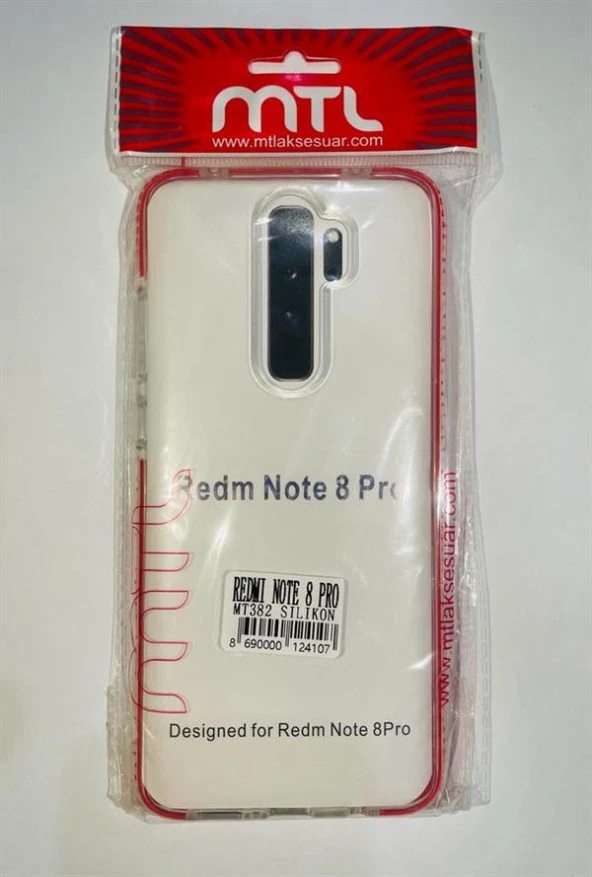 MTL
www.mtlaksesuar.com
Redm Note 8 Pro
MTL
www.mtlaksesuar.com
REDMI NOTE 8 PRO
MT382 SILIKON
8 690000 124107
Designed for Redm Note 8Pro